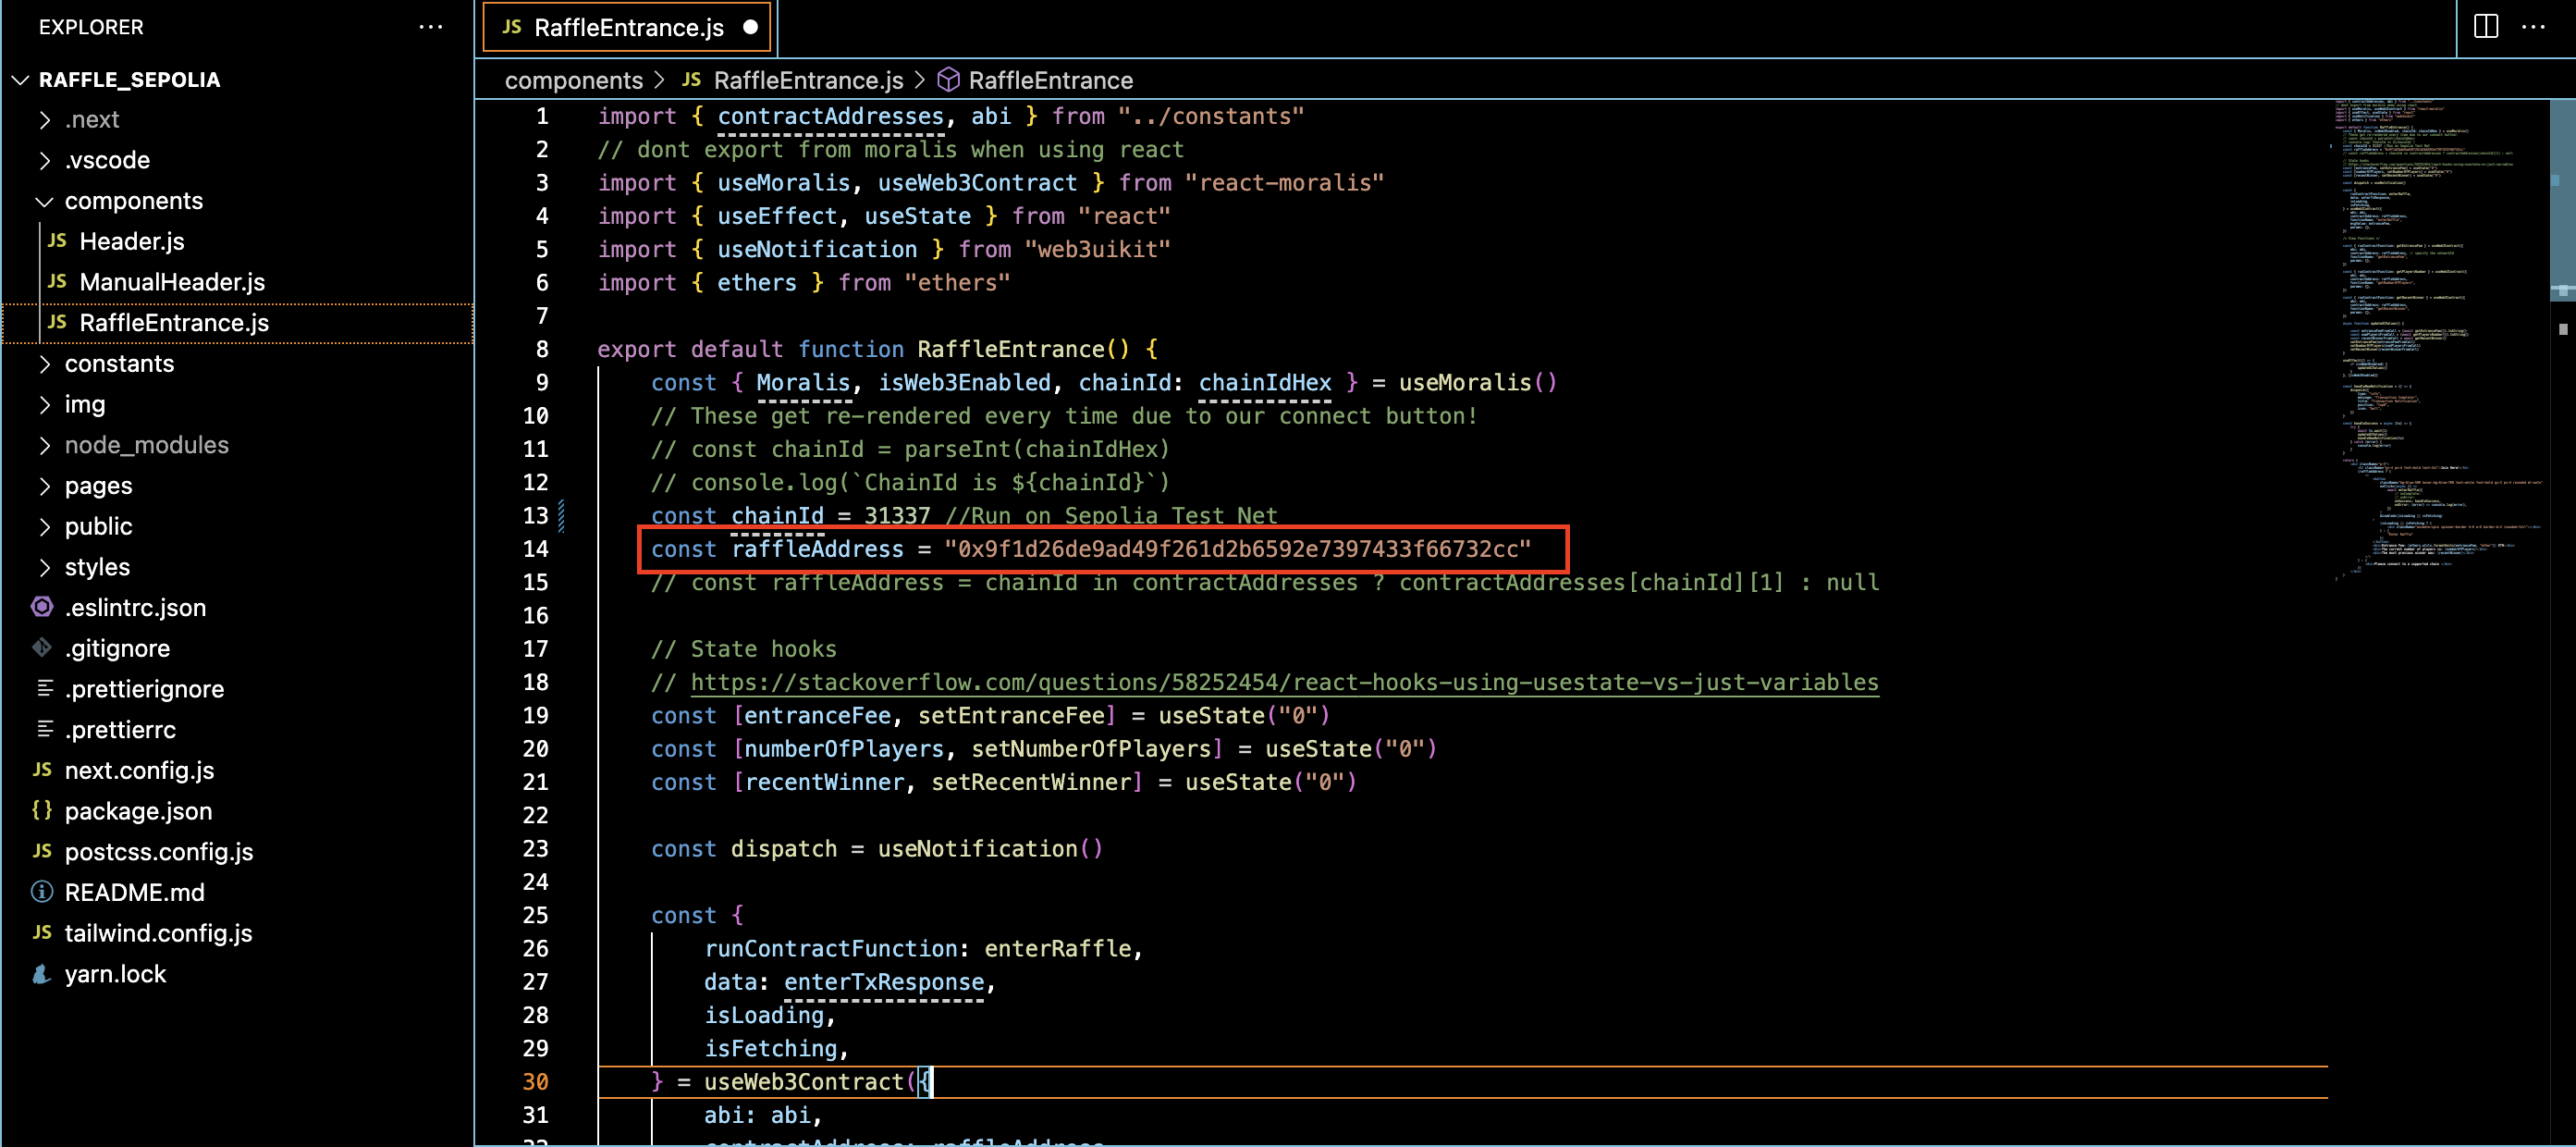 EXPLORER
RAFFLE_SEPOLIA
.next
.vscode
components
JS Header.js
JS ManualHeader.js
JS RaffleEntrance.js
constants
img
node_modules
pages
public
styles
.eslintrc.json
.gitignore
.prettierignore
.prettierrc
JS next.config.js
{} package.json
JS postcss.config.js
README.md
JS tailwind.config.js
yarn.lock
JS RaffleEntrance.js
components > JS RaffleEntrance.js > RaffleEntrance
1 import { contractAddresses, abi } from "../constants"
2 // dont export from moralis when using react
3 import { useMoralis, useWeb3Contract } from "react-moralis"
4 import { useEffect, useState } from "react"
5 import { useNotification } from "web3uikit"
6 import { ethers } from "ethers"
7
8 export default function RaffleEntrance() {
9 const { Moralis, isWeb3Enabled, chainId: chainIdHex } = useMoralis()
10 // These get re-rendered every time due to our connect button!
11 // const chainId = parseInt(chainIdHex)
12 // console.log(`ChainId is ${chainId}`)
13 const chainId = 31337 //Run on Sepolia Test Net
14 const raffleAddress = "0x9f1d26de9ad49f261d2b6592e7397433f66732cc"
15 // const raffleAddress = chainId in contractAddresses ? contractAddresses[chainId][1] : null
16
17 // State hooks
18 // https://stackoverflow.com/questions/58252454/react-hooks-using-usestate-vs-just-variables
19 const [entranceFee, setEntranceFee] = useState("0")
20 const [numberOfPlayers, setNumberOfPlayers] = useState("0")
21 const [recentWinner, setRecentWinner] = useState("0")
22
23 const dispatch = useNotification()
24
25 const {
26 runContractFunction: enterRaffle,
27 data: enterTxResponse,
28 isLoading,
29 isFetching,
30 } = useWeb3Contract({
31 abi: abi,